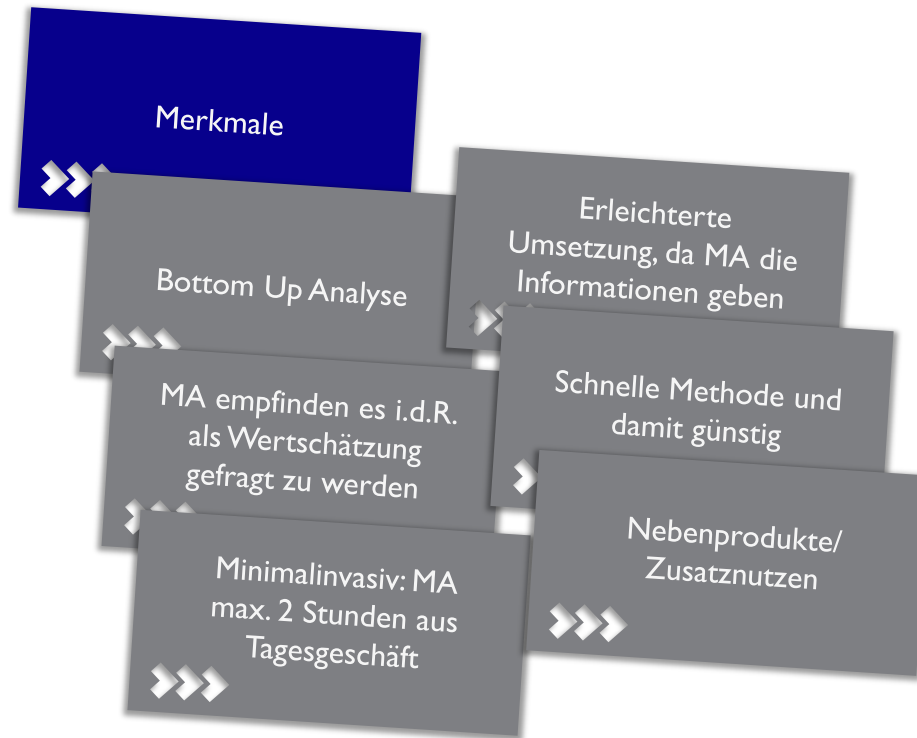 Merkmale
Bottom Up Analyse
MA empfinden es i.d.R.
als Wertschätzung
gefragt zu werden
Minimalinvasiv: MA
max. 2 Stunden aus
Tagesgeschäft
Erleichterte
Umsetzung, da MA die
Informationen geben
Schnelle Methode und
damit günstig
Nebenprodukte/
Zusatznutzen